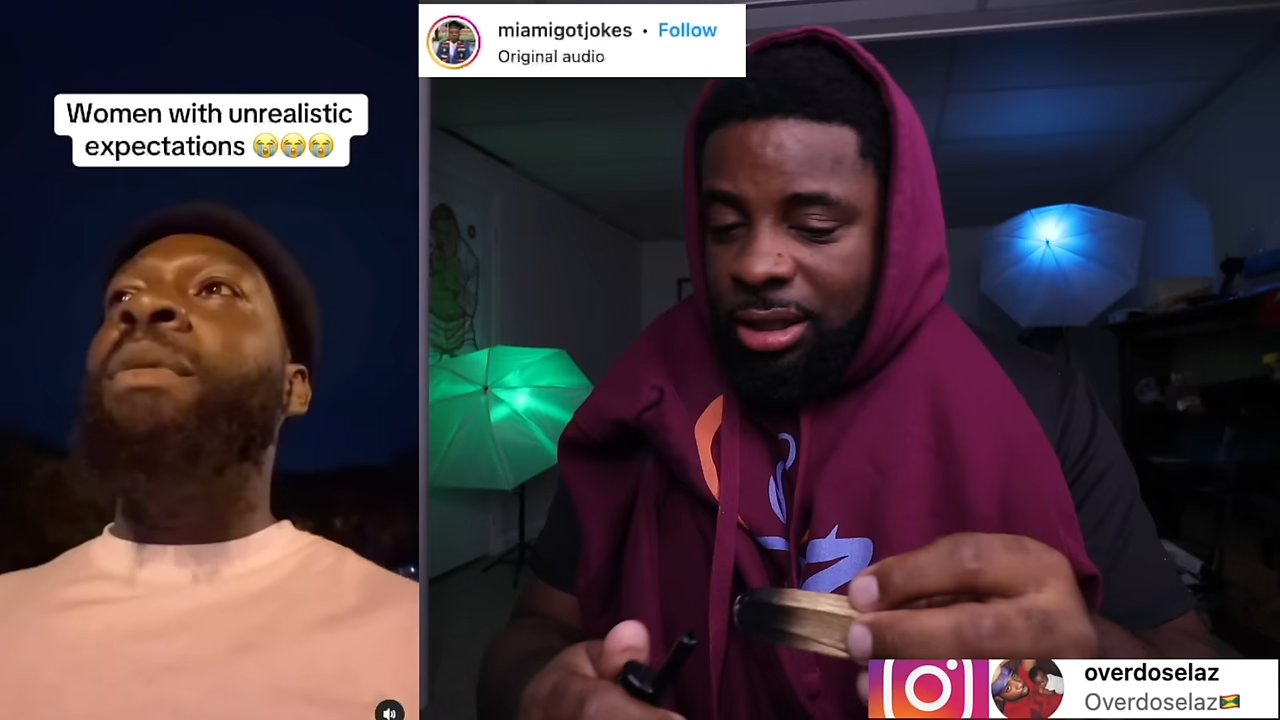 Women with unrealistic
expectations 😭😭😭
miamigotjokes • Follow
Original audio
overdoselaz
Overdoselaz🇬🇩